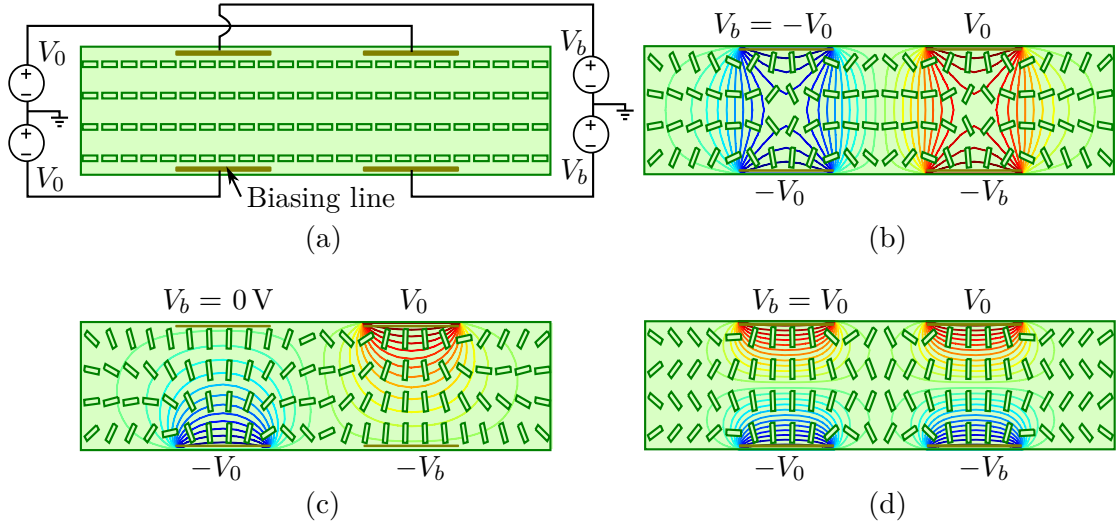 V_0
V_b
+
−
+
−
+
−
+
−
V_0
V_b
Biasing line
(a)
V_b = −V_0 V_0
−V_0 −V_b
(b)
V_b = 0 V V_0
−V_0 −V_b
(c)
V_b = V_0 V_0
−V_0 −V_b
(d)